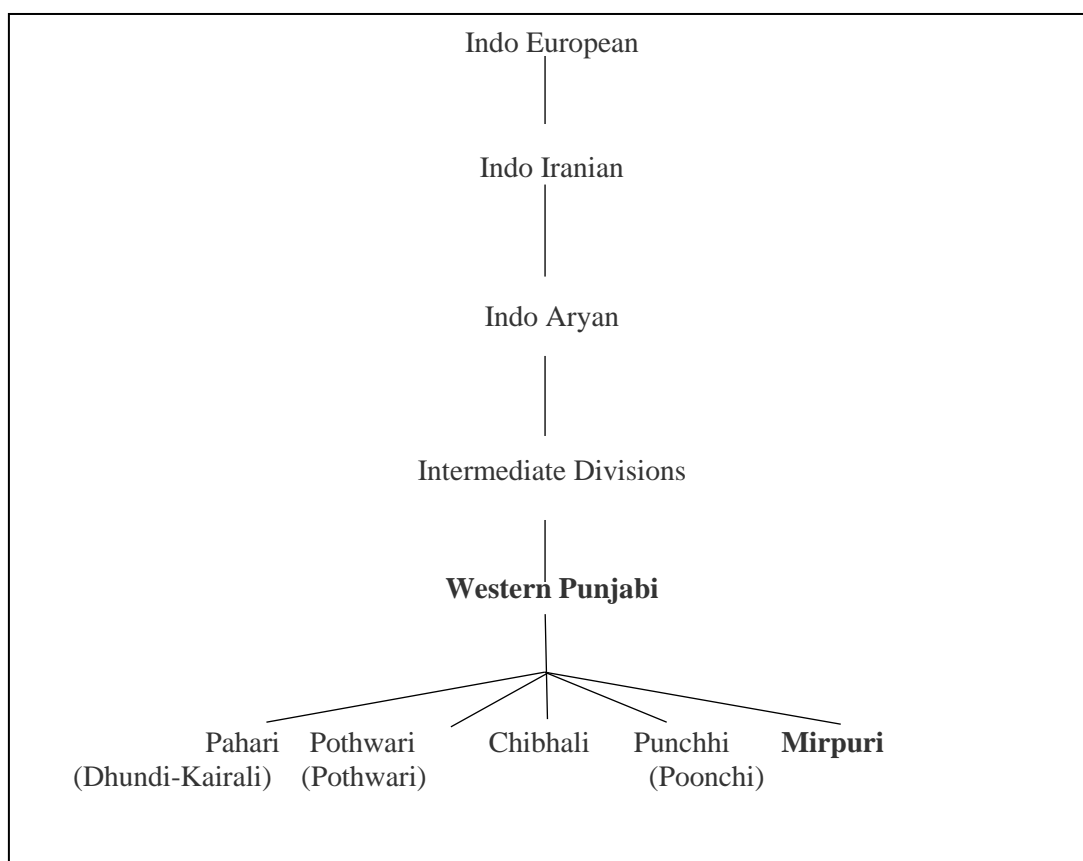 Indo European
Indo Iranian
Indo Aryan
Intermediate Divisions
Western Punjabi
Pahari Pothwari Chibhali Punchhi Mirpuri
(Dhundi-Kairali) (Pothwari) (Poonchi)